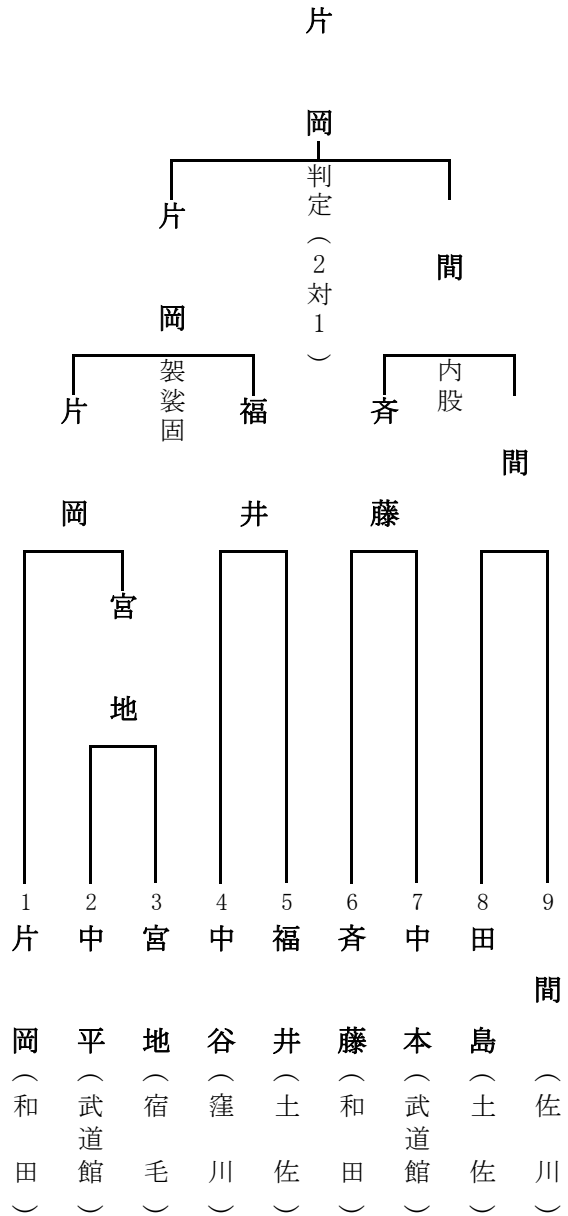 片岡
判定（2対1）
片岡
間
袈裟固
内股
片岡
福井
斉藤
間
宮地
1
2
3
4
5
6
7
8
9
片岡（和田）
中平（武道館）
宮地（宿毛）
中谷（窪川）
福井（土佐）
斉藤（和田）
中本（武道館）
田島（土佐）
間（佐川）